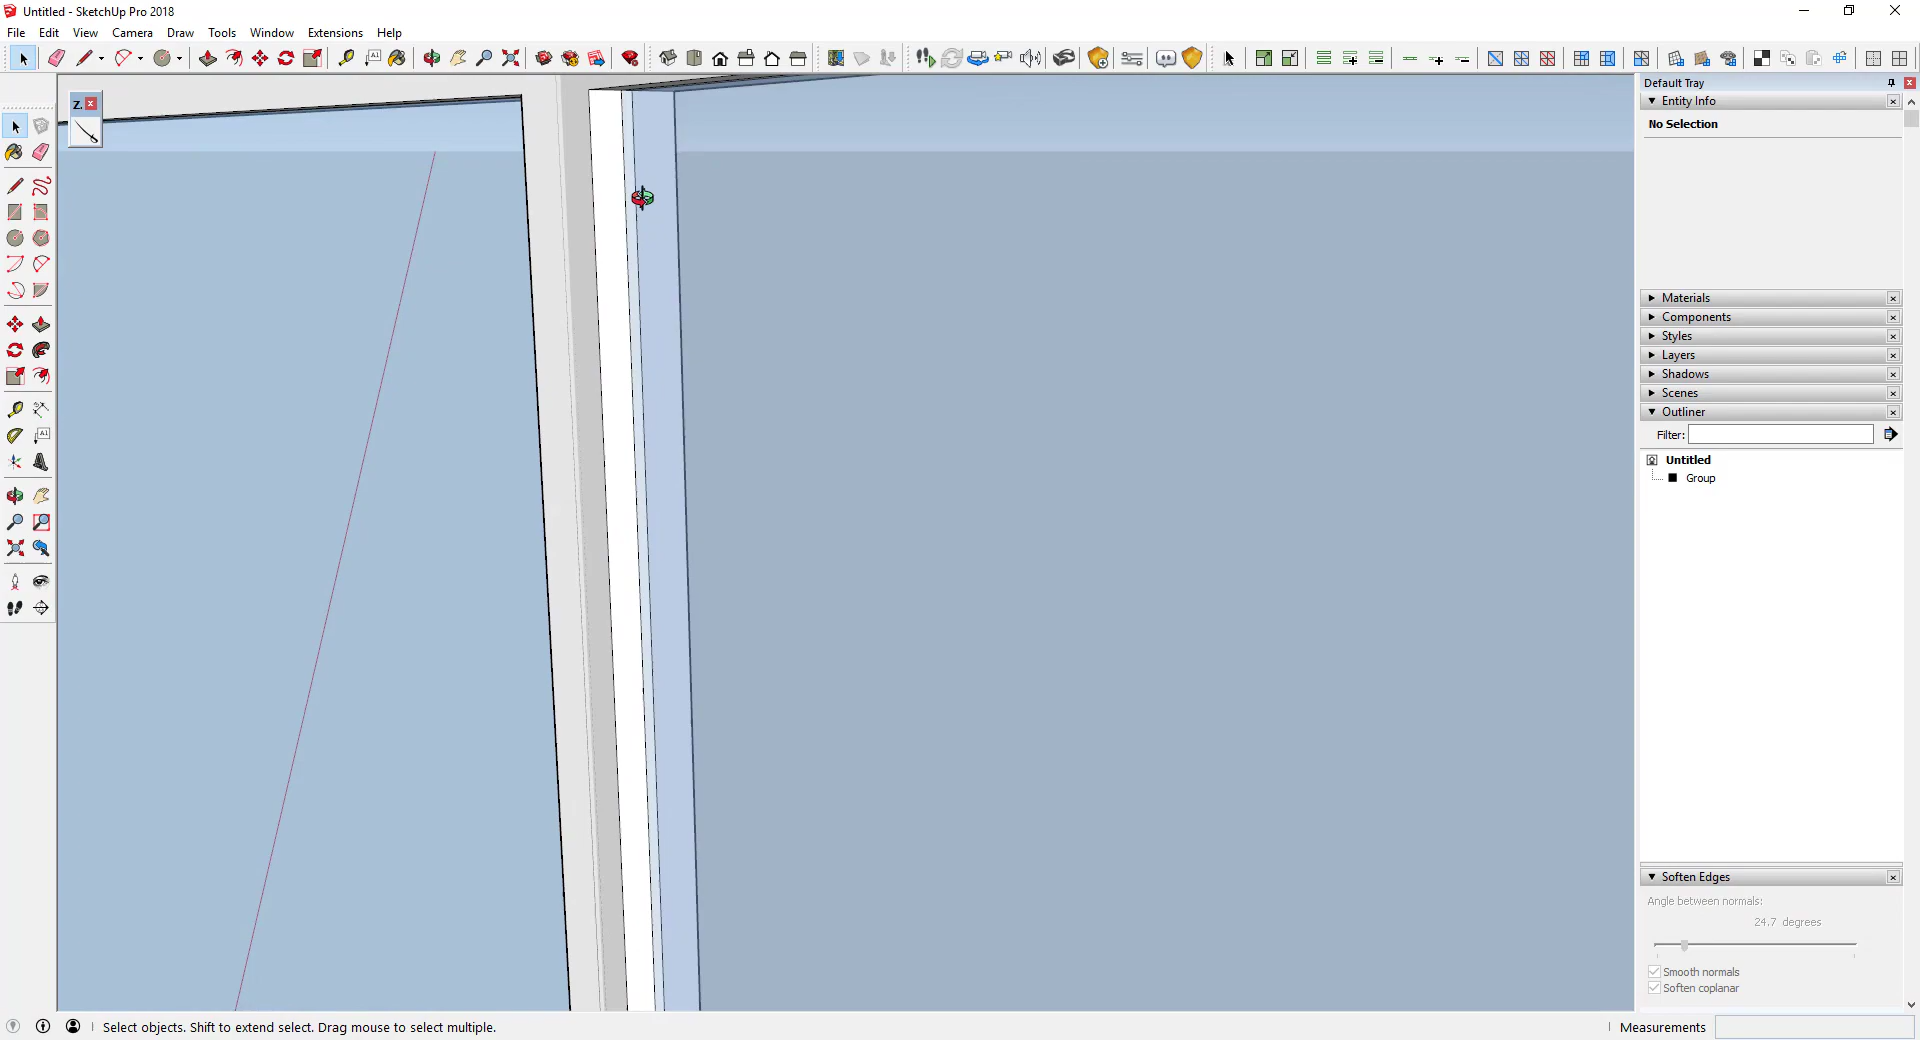 Untitled - SketchUp Pro 2018
File Edit View Camera Draw Tools Window Extensions Help
Z.
Default Tray
Entity Info
No Selection
Materials
Components
Styles
Layers
Shadows
Scenes
Outliner
Filter:
Untitled
Group
Soften Edges
Angle between normals:
24.7 degrees
Smooth normals
Soften coplanar
Select objects. Shift to extend select. Drag mouse to select multiple.
Measurements